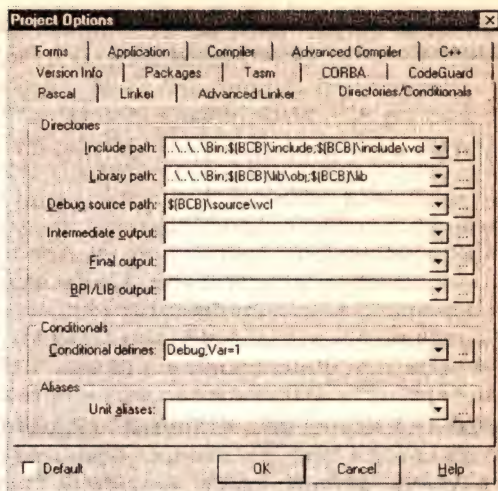 Project Options
Forms Application Compiler Advanced Compiler C++
Version Info Packages Tasm CORBA CodeGuard
Pascal Linker Advanced Linker Directories/Conditionals
Directories
Include path: ..\..\..\Bin;$(BCB)\include;$(BCB)\include\vcl ...
Library path: ..\..\..\Bin;$(BCB)\lib\obj;$(BCB)\lib ...
Debug source path: $(BCB)\source\vcl ...
Intermediate output: ...
Final output: ...
BPI/LIB output: ...
Conditionals
Conditional defines: Debug,Var=1 ...
Aliases
Unit aliases: ...
Default OK Cancel Help